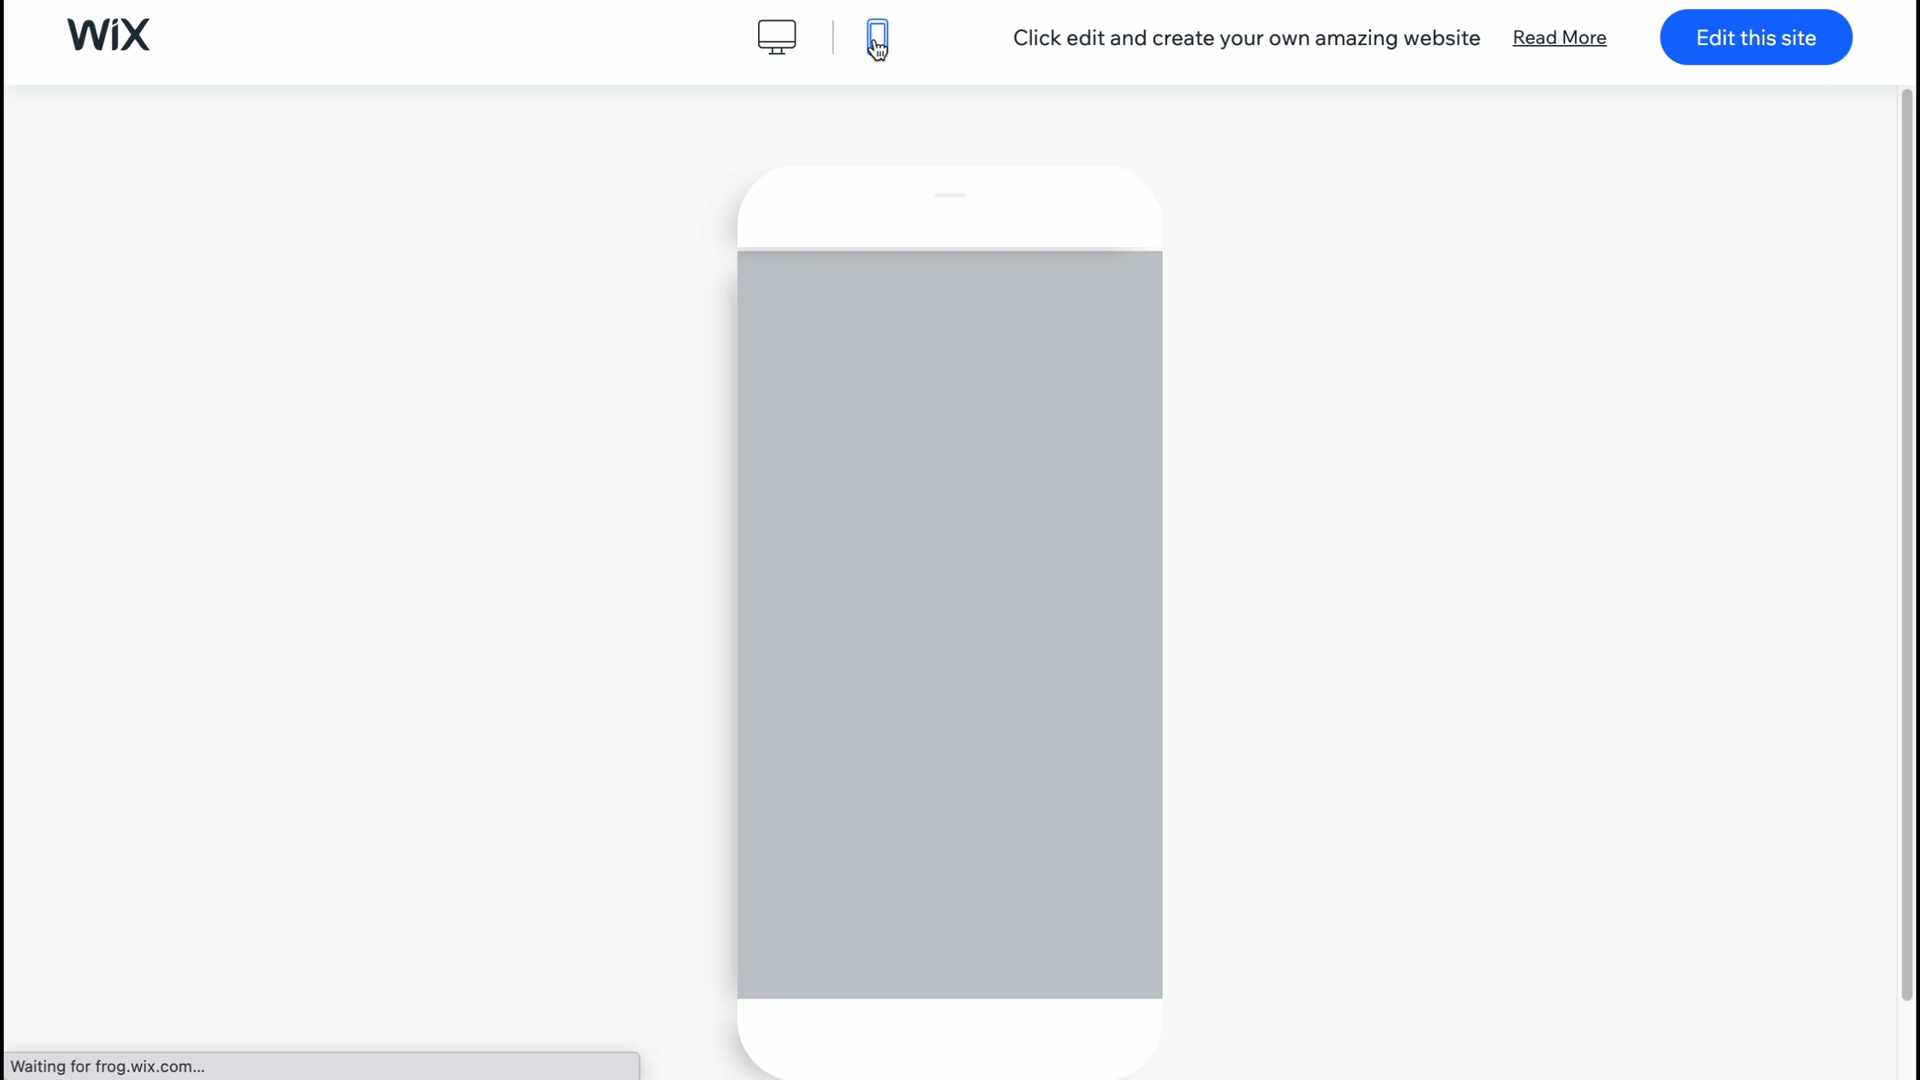 WiX
Click edit and create your own amazing website
Read More
Edit this site
Waiting for frog.wix.com...